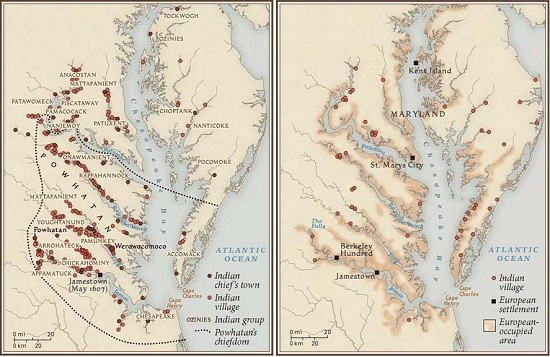 TOCKWOGH
OZINIES
ANACOSTAN
MATTAPANIENT
PATAWOMECK
PISCATAWAY
PAMACOCACK
NANJEMOY
PATUXENT
CHOPTANK
NANTICOKE
Chesapeake Bay
ONAWMANIENT
POCOMOKE
RAPPAHANNOCK
POWHATAN
MATTAPANIENT
YOUGHTANUND
Powhatan
PAMUNKEY
Werowocomoco
ARROHATECK
CHICKAHOMINY
ACCOMACK
APPAMATUCK
Jamestown
(May 1607)
CHESAPEAKE
Cape
Charles
Cape
Henry
ATLANTIC
OCEAN
Indian
chief's town
Indian
village
OZINIES Indian group
Powhatan's
chiefdom
0 mi 20
0 km 20
Kent Island
MARYLAND
Potomac
St. Marys City
Chesapeake Bay
The
Falls
Berkeley
Hundred
Jamestown
James
Cape
Charles
Cape
Henry
ATLANTIC
OCEAN
Indian
village
European
settlement
European-
occupied
area
0 mi 20
0 km 20